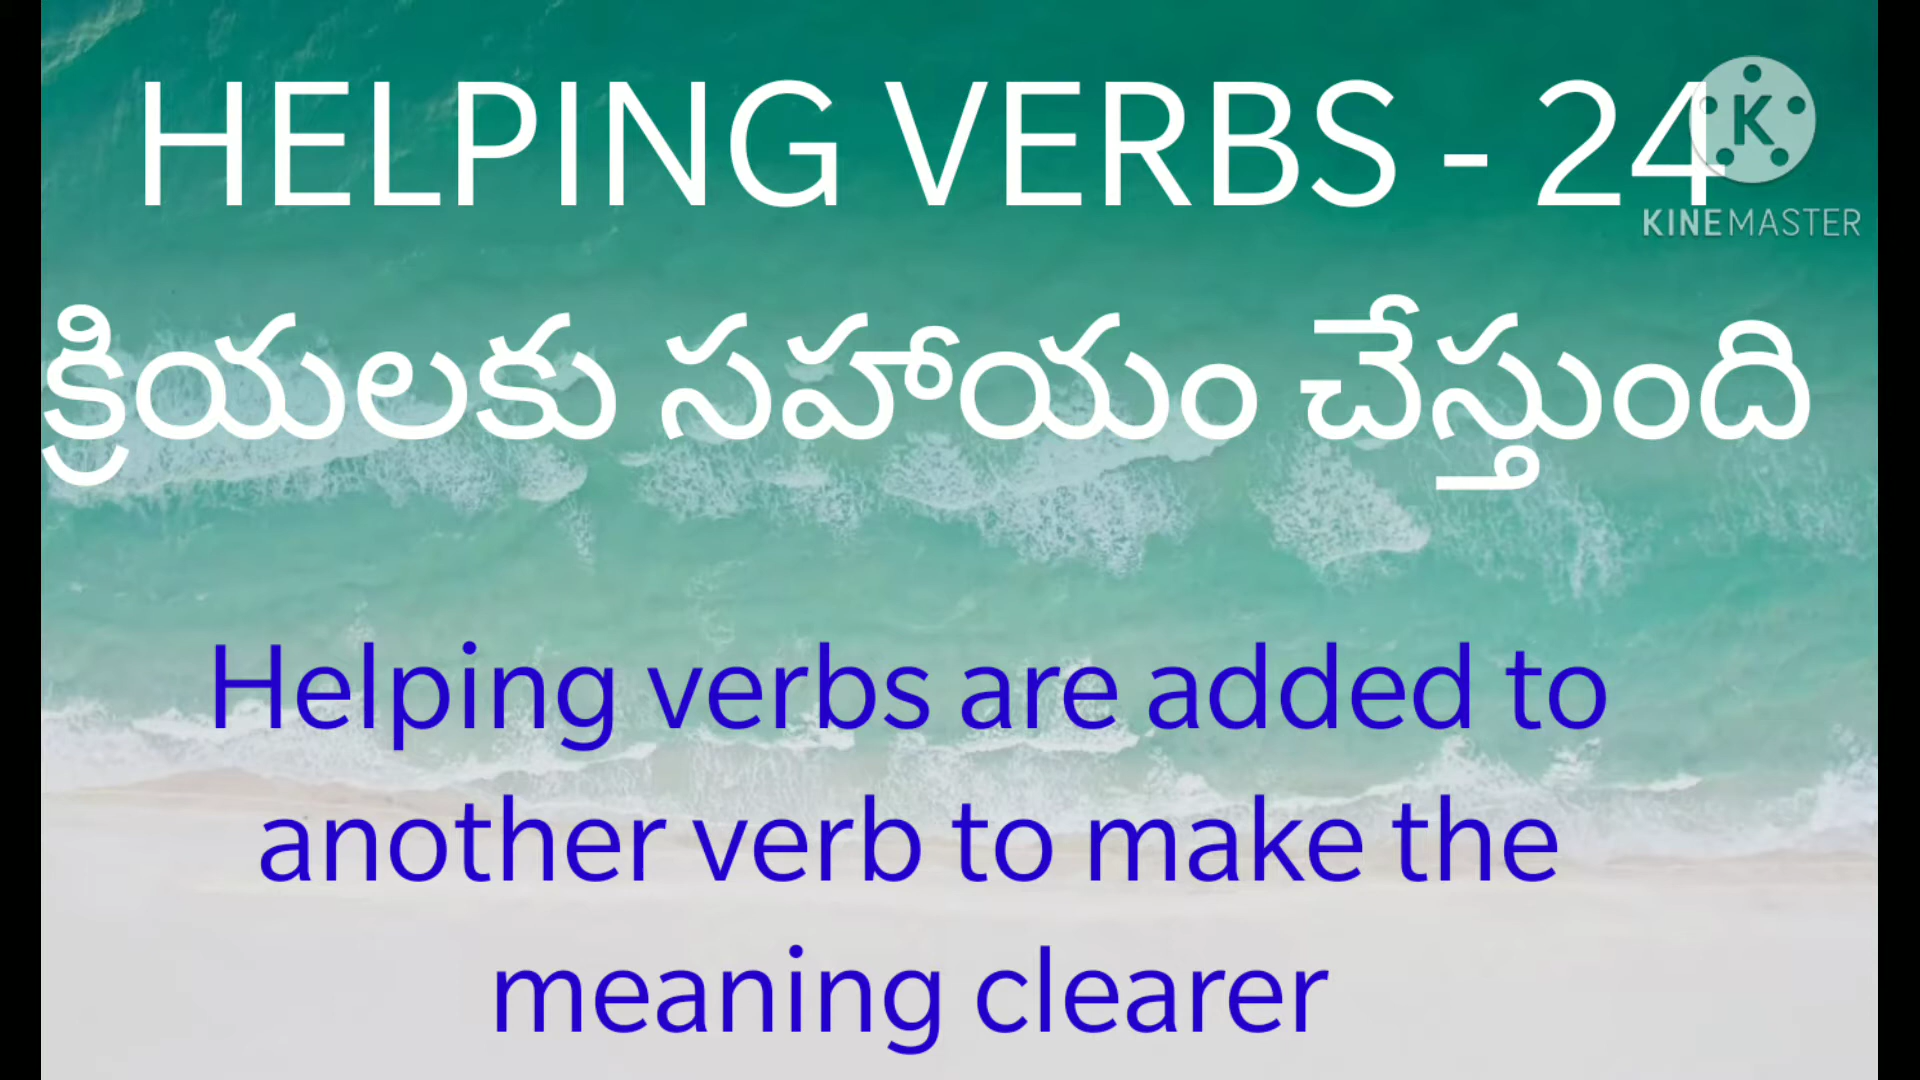 HELPING VERBS - 24
KINEMASTER
క్రియలకు సహాయం చేస్తుంది
Helping verbs are added to
another verb to make the
meaning clearer